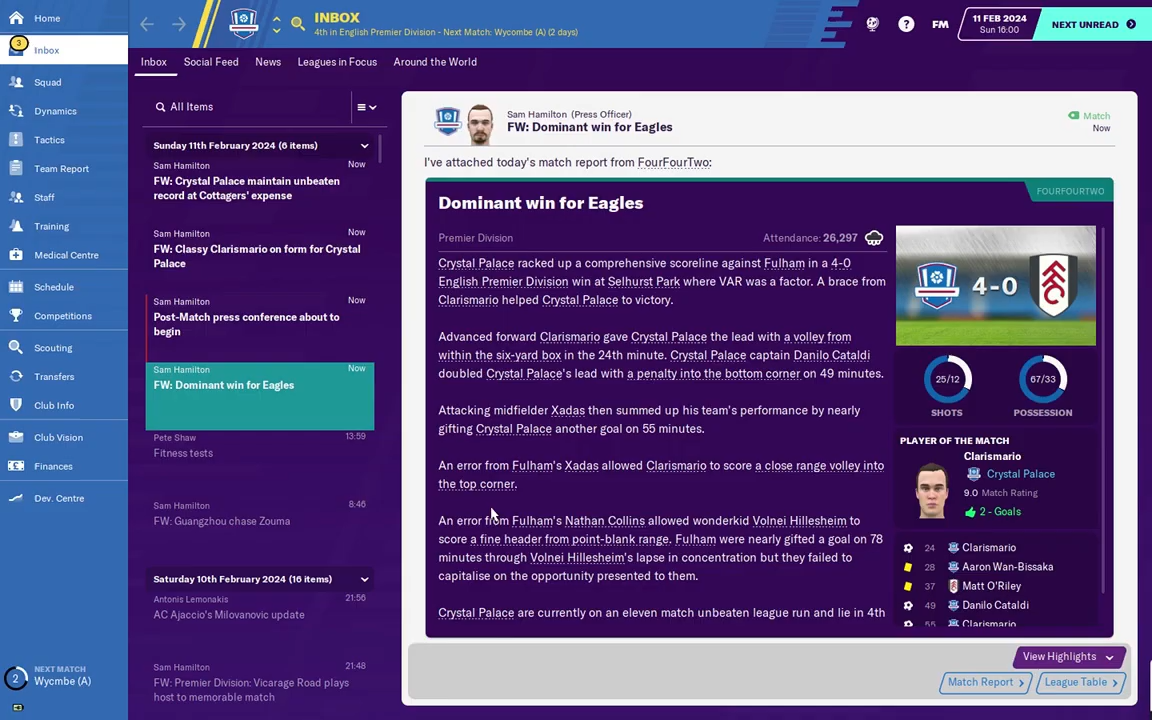 Home
3
Inbox
Squad
Dynamics
Tactics
Team Report
Staff
Training
Medical Centre
Schedule
Competitions
Scouting
Transfers
Club Info
Club Vision
Finances
Dev. Centre
2
NEXT MATCH
Wycombe (A)
INBOX
4th in English Premier Division - Next Match: Wycombe (A) (2 days)
?
FM
11 FEB 2024
Sun 16:00
NEXT UNREAD
Inbox
Social Feed
News
Leagues in Focus
Around the World
All Items
Sunday 11th February 2024 (6 items)
Sam Hamilton Now
FW: Crystal Palace maintain unbeaten
record at Cottagers' expense
Sam Hamilton Now
FW: Classy Clarismario on form for Crystal
Palace
Sam Hamilton Now
Post-Match press conference about to
begin
Sam Hamilton Now
FW: Dominant win for Eagles
Pete Shaw 13:59
Fitness tests
Sam Hamilton 8:46
FW: Guangzhou chase Zouma
Saturday 10th February 2024 (16 items)
Antonis Lemonakis 21:56
AC Ajaccio's Milovanovic update
Sam Hamilton 21:48
FW: Premier Division: Vicarage Road plays
host to memorable match
Sam Hamilton (Press Officer)
FW: Dominant win for Eagles
Match
Now
I've attached today's match report from FourFourTwo:
FOURFOURTWO
Dominant win for Eagles
Premier Division
Attendance: 26,297
Crystal Palace racked up a comprehensive scoreline against Fulham in a 4-0
English Premier Division win at Selhurst Park where VAR was a factor. A brace from
Clarismario helped Crystal Palace to victory.
Advanced forward Clarismario gave Crystal Palace the lead with a volley from
within the six-yard box in the 24th minute. Crystal Palace captain Danilo Cataldi
doubled Crystal Palace's lead with a penalty into the bottom corner on 49 minutes.
Attacking midfielder Xadas then summed up his team's performance by nearly
gifting Crystal Palace another goal on 55 minutes.
An error from Fulham's Xadas allowed Clarismario to score a close range volley into
the top corner.
An error from Fulham's Nathan Collins allowed wonderkid Volnei Hillesheim to
score a fine header from point-blank range. Fulham were nearly gifted a goal on 78
minutes through Volnei Hillesheim's lapse in concentration but they failed to
capitalise on the opportunity presented to them.
Crystal Palace are currently on an eleven match unbeaten league run and lie in 4th
4-0
25/12
SHOTS
67/33
POSSESSION
PLAYER OF THE MATCH
Clarismario
Crystal Palace
9.0 Match Rating
2 - Goals
24 Clarismario
28 Aaron Wan-Bissaka
37 Matt O'Riley
49 Danilo Cataldi
55 Clarismario
View Highlights
Match Report
League Table